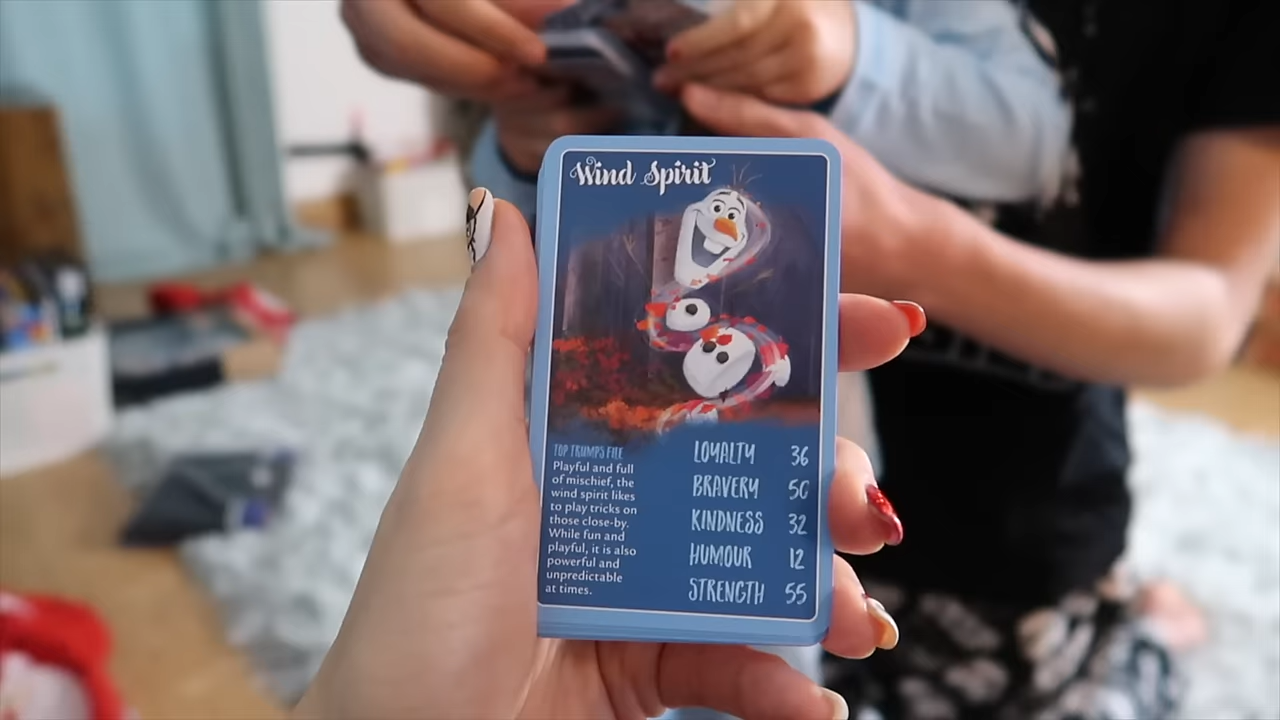 Wind Spirit
TOP TRUMPS FILE
Playful and full
of mischief, the
wind spirit likes
to play tricks on
those close-by.
While fun and
playful, it is also
powerful and
unpredictable
at times.
LOYALTY 36
BRAVERY 50
KINDNESS 32
HUMOUR 12
STRENGTH 55